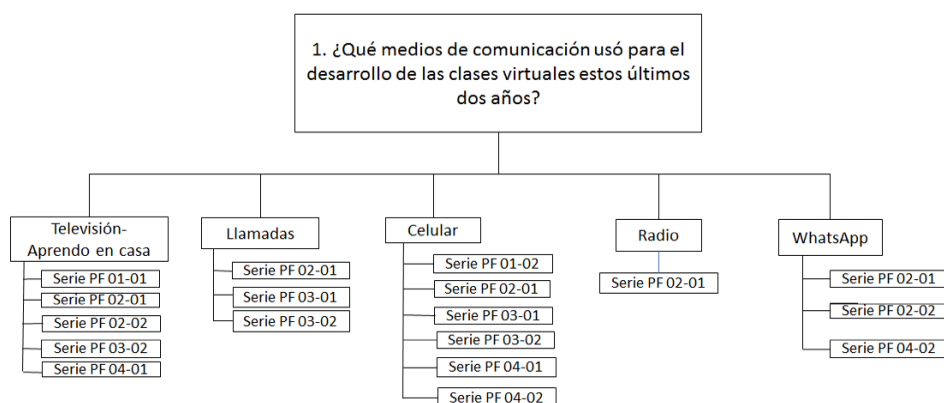 1. ¿Qué medios de comunicación usó para el
desarrollo de las clases virtuales estos últimos
dos años?
Televisión-
Aprendo en casa
Serie PF 01-01
Serie PF 02-01
Serie PF 02-02
Serie PF 03-02
Serie PF 04-01
Llamadas
Serie PF 02-01
Serie PF 03-01
Serie PF 03-02
Celular
Serie PF 01-02
Serie PF 02-01
Serie PF 03-01
Serie PF 03-02
Serie PF 04-01
Serie PF 04-02
Radio
Serie PF 02-01
WhatsApp
Serie PF 02-01
Serie PF 02-02
Serie PF 04-02